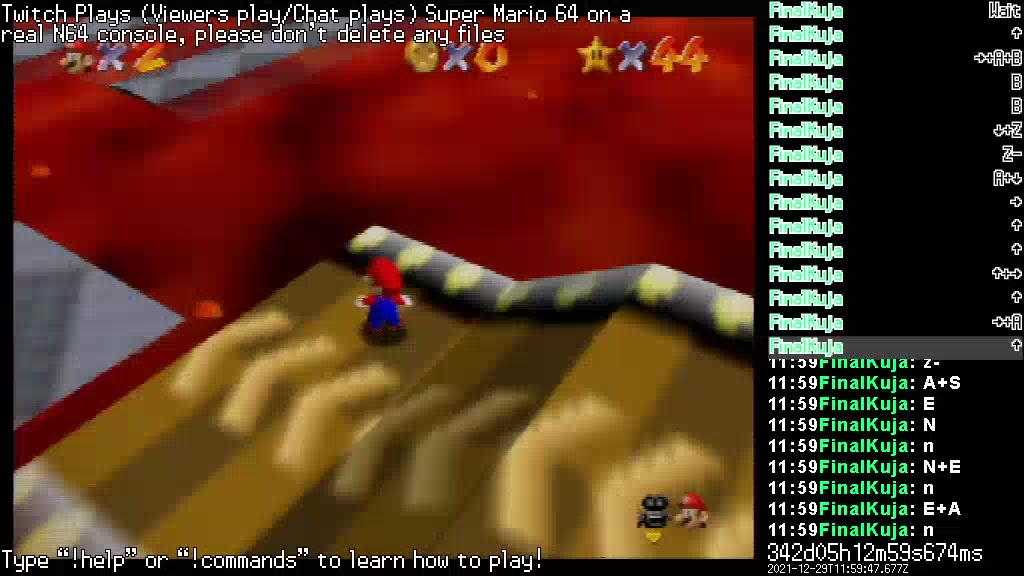 Twitch Plays (Viewers play/Chat plays) Super Mario 64 on a
real N64 console, please don't delete any files
×2 ×0 ×44
FinalKuja Wait
FinalKuja ↑
FinalKuja →+A+B
FinalKuja B
FinalKuja B
FinalKuja ↓+Z
FinalKuja Z-
FinalKuja A+↓
FinalKuja →
FinalKuja ↑
FinalKuja ↑
FinalKuja ↑+→
FinalKuja ↑
FinalKuja →+A
FinalKuja ↑
11:59FinalKuja: z-
11:59FinalKuja: A+S
11:59FinalKuja: E
11:59FinalKuja: N
11:59FinalKuja: n
11:59FinalKuja: N+E
11:59FinalKuja: n
11:59FinalKuja: E+A
11:59FinalKuja: n
Type “!help” or “!commands” to learn how to play!
342d05h12m59s674ms
2021-12-29T11:59:47.677Z